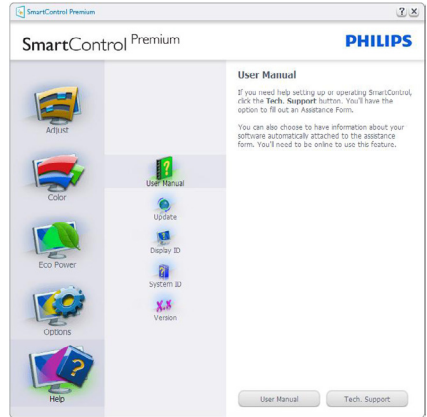 SmartControl Premium
? x
SmartControl Premium
PHILIPS
Adjust
Color
Eco Power
Options
Help
User Manual
Update
Display ID
System ID
X.X
Version
User Manual
If you need help setting up or operating SmartControl,
click the Tech. Support button. You'll have the
option to fill out an Assistance Form.
You can also choose to have information about your
software automatically attached to the assistance
form. You'll need to be online to use this feature.
User Manual
Tech. Support